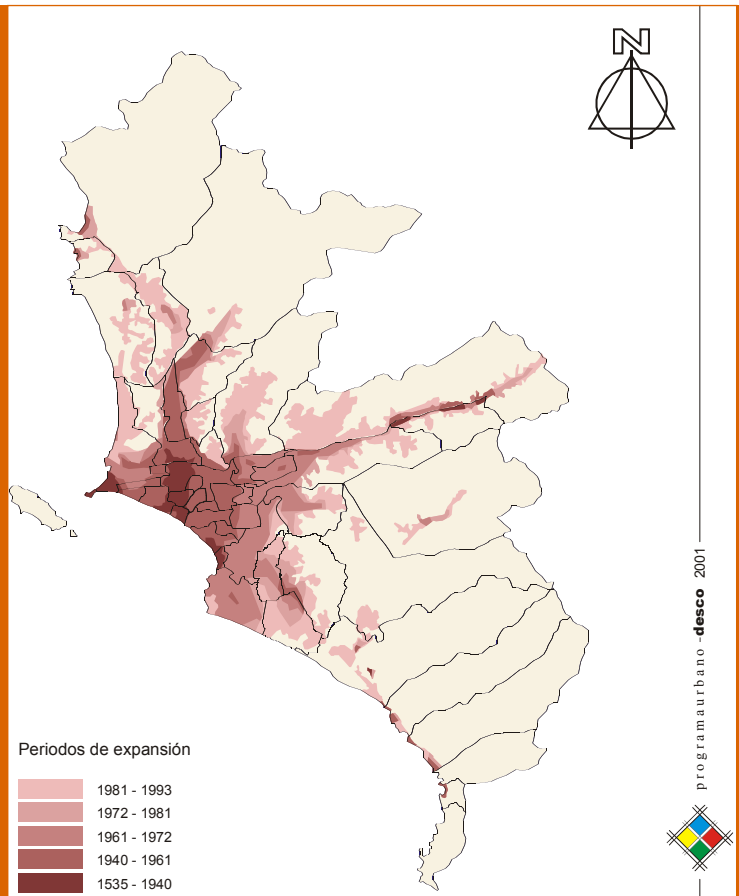 N
programaurbano - desco 2001
Periodos de expansión
1981 - 1993
1972 - 1981
1961 - 1972
1940 - 1961
1535 - 1940